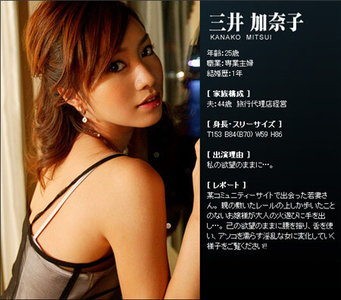 三井 加奈子
KANAKO MITSUI
年齢:25歳
職業:専業主婦
結婚歴:1年
[ 家族構成 ]
夫:44歳 旅行代理店経営
[ 身長・スリーサイズ ]
T153 B84(B70) W59 H86
[ 出演理由 ]
私の欲望のままに…。
[ レポート ]
某コミュニティーサイトで出会った若妻さ
ん。親の敷いたレールの上しか歩いたこと
のないお嬢様が大人の火遊びに手を出
し…。己の欲望のままに腰を振り、舌を使
い、アソコを濡らす淫乱な女に変化していく
様子をご覧ください!!